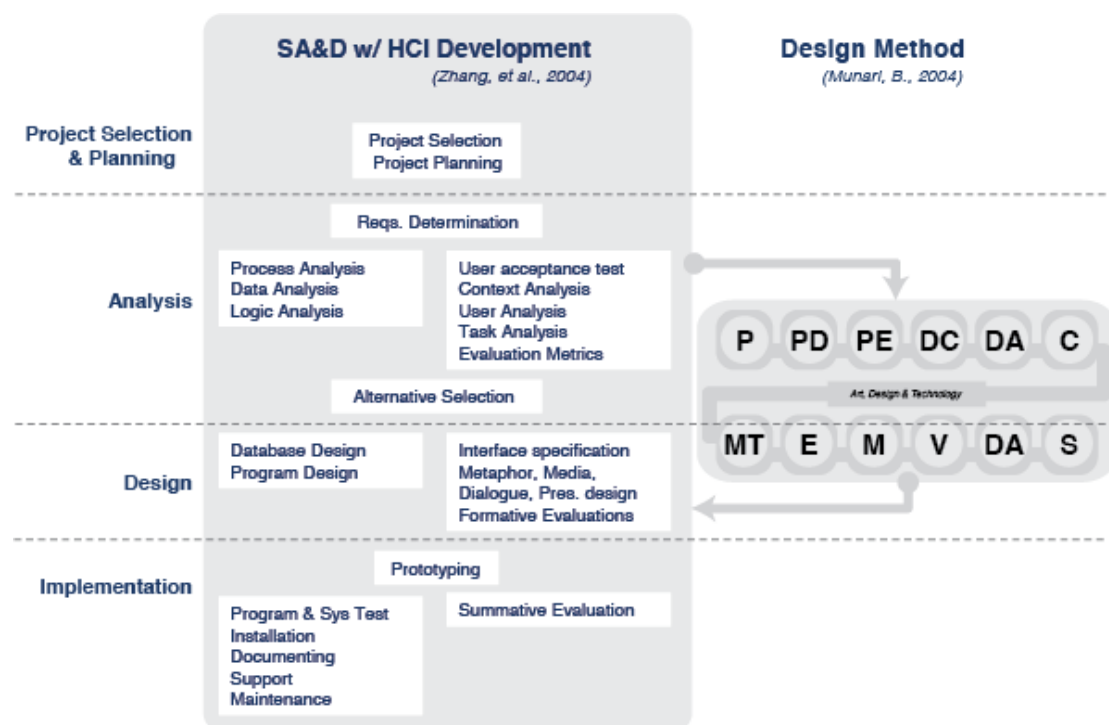 SA&D w/ HCI Development
(Zhang, et al., 2004)
Design Method
(Munari, B., 2004)
Project Selection
& Planning
Project Selection
Project Planning
Analysis
Reqs. Determination
Process Analysis
Data Analysis
Logic Analysis
User acceptance test
Context Analysis
User Analysis
Task Analysis
Evaluation Metrics
Alternative Selection
P PD PE DC DA C
Art, Design & Technology
MT E M V DA S
Design
Database Design
Program Design
Interface specification
Metaphor, Media,
Dialogue, Pres. design
Formative Evaluations
Implementation
Prototyping
Program & Sys Test
Installation
Documenting
Support
Maintenance
Summative Evaluation